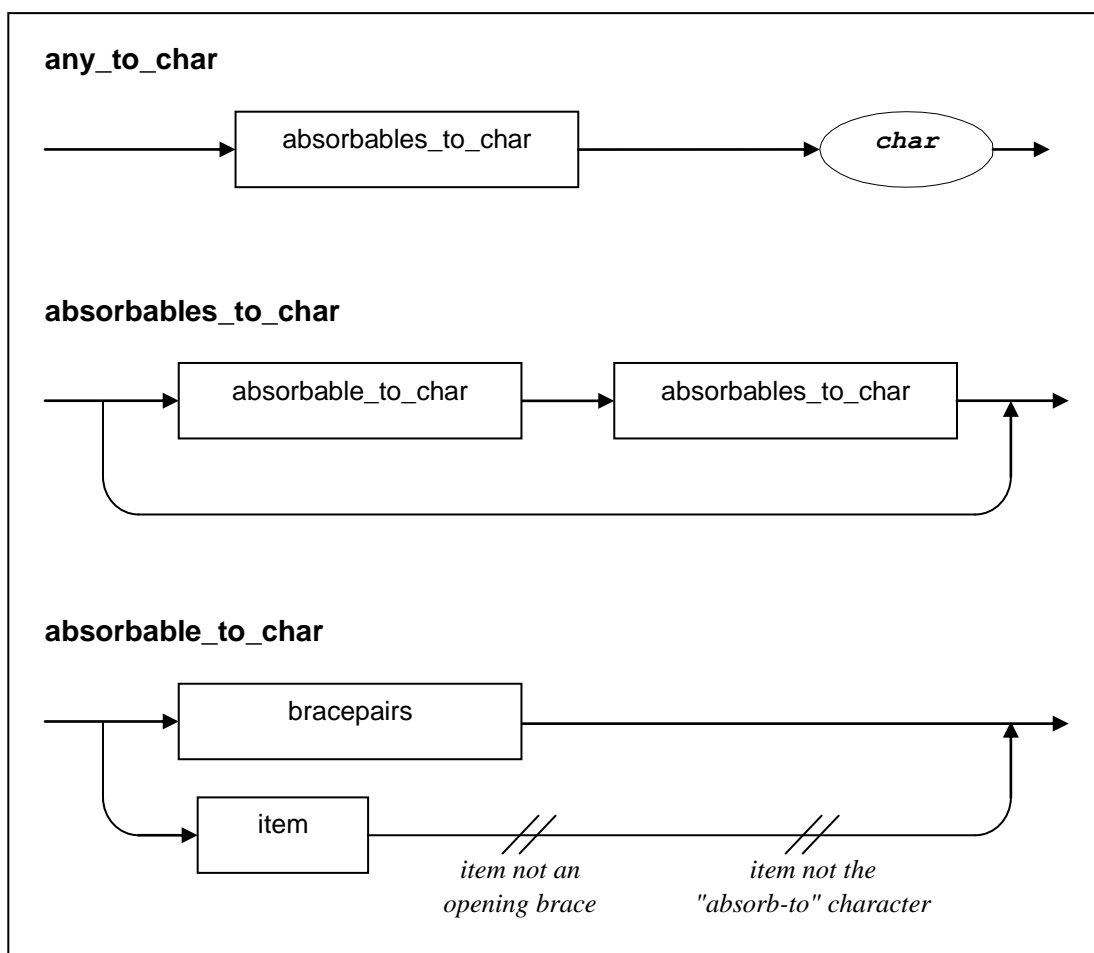 any_to_char
absorbables_to_char
char
absorbables_to_char
absorbable_to_char
absorbables_to_char
absorbable_to_char
bracepairs
item
item not an
opening brace
item not the
"absorb-to" character